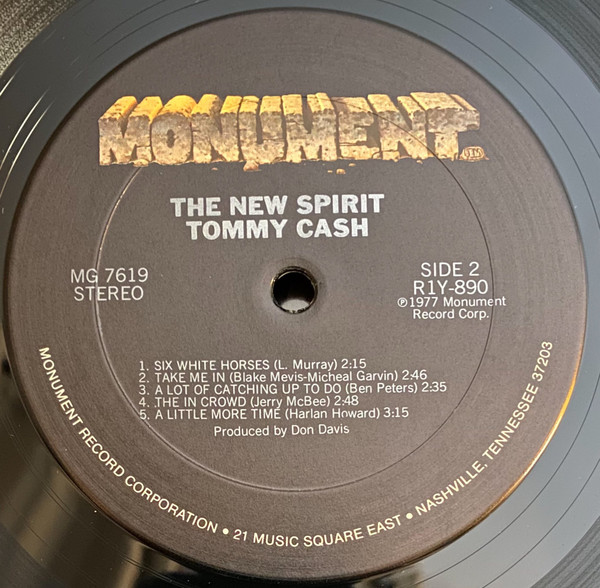 MONUMENT
THE NEW SPIRIT
TOMMY CASH
MG 7619
STEREO
SIDE 2
R1Y-890
℗1977 Monument
Record Corp.
1. SIX WHITE HORSES (L. Murray) 2:15
2. TAKE ME IN (Blake Mevis-Micheal Garvin) 2:46
3. A LOT OF CATCHING UP TO DO (Ben Peters) 2:35
4. THE IN CROWD (Jerry McBee) 2:48
5. A LITTLE MORE TIME (Harlan Howard) 3:15
Produced by Don Davis
MONUMENT RECORD CORPORATION • 21 MUSIC SQUARE EAST • NASHVILLE, TENNESSEE 37203